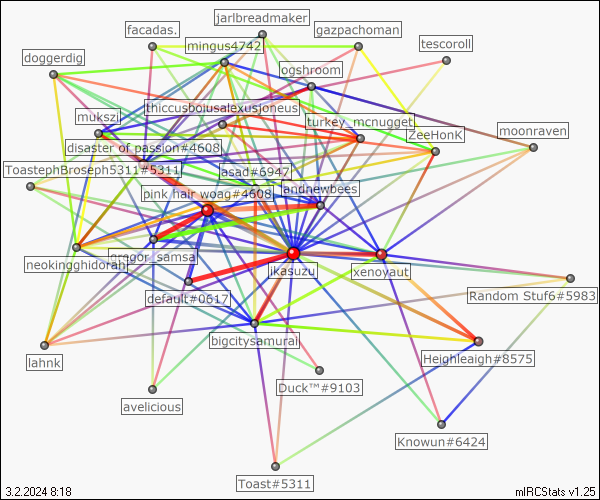 jarlbreadmaker
facadas.
gazpachoman
mingus4742
tescoroll
doggerdig
ogshroom
thiccusboiusalexusjoneus
mukszi
turkey_mcnugget
ZeeHonK
moonraven
disaster of passion#4608
ToastephBroseph5311#5311
asad#6947
pink hair woag#4608
andnewbees
gregor_samsa
neokingghidorah
ikasuzu
xenoyaut
default#0617
Random Stuf6#5983
bigcitysamurai
lahnk
Heighleaigh#8575
Duck™#9103
avelicious
Knowun#6424
Toast#5311
3.2.2024 8:18
mIRCStats v1.25